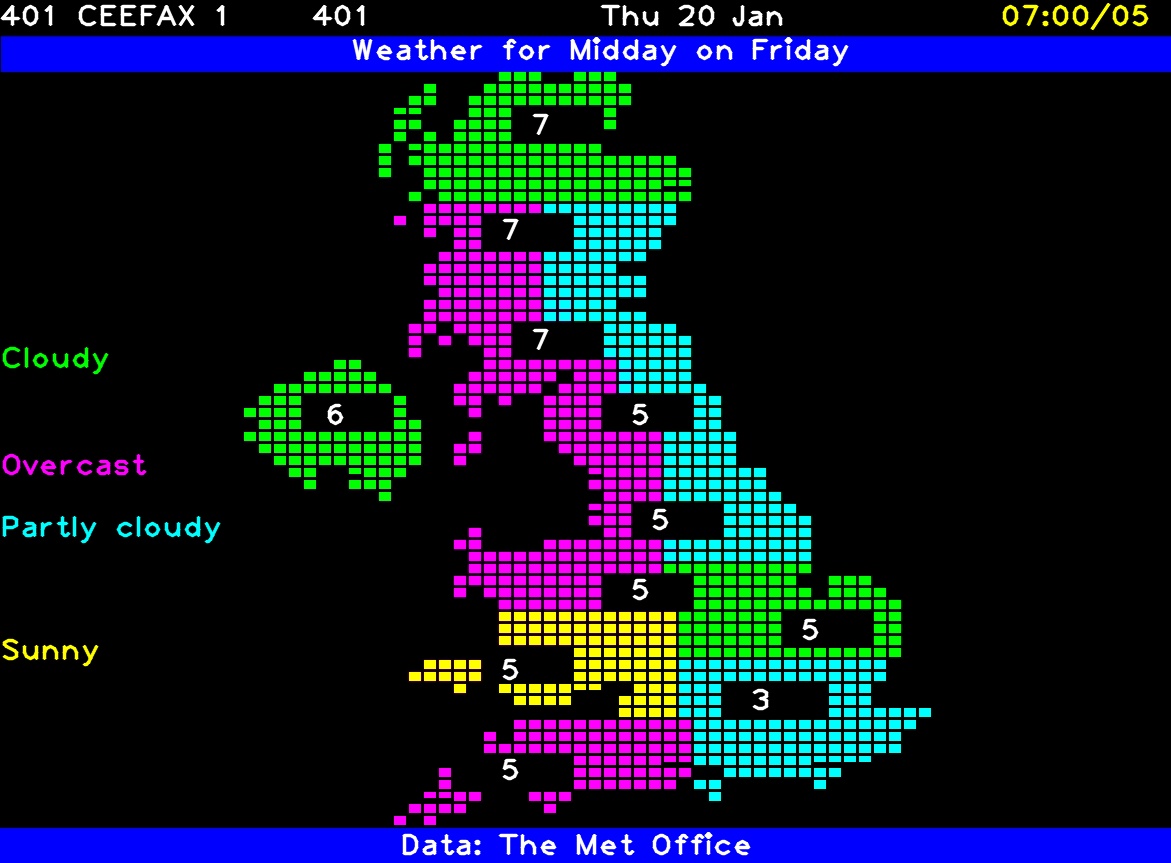 401 CEEFAX 1 401 Thu 20 Jan 07:00/05
Weather for Midday on Friday
7
7
7
Cloudy
6 5
Overcast
5
Partly cloudy
5
5
Sunny
5
3
5
Data: The Met Office